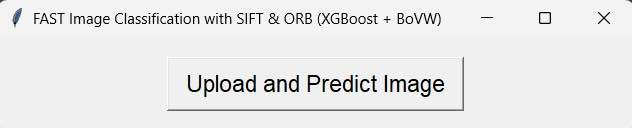 FAST Image Classification with SIFT & ORB (XGBoost + BoVW)
Upload and Predict Image